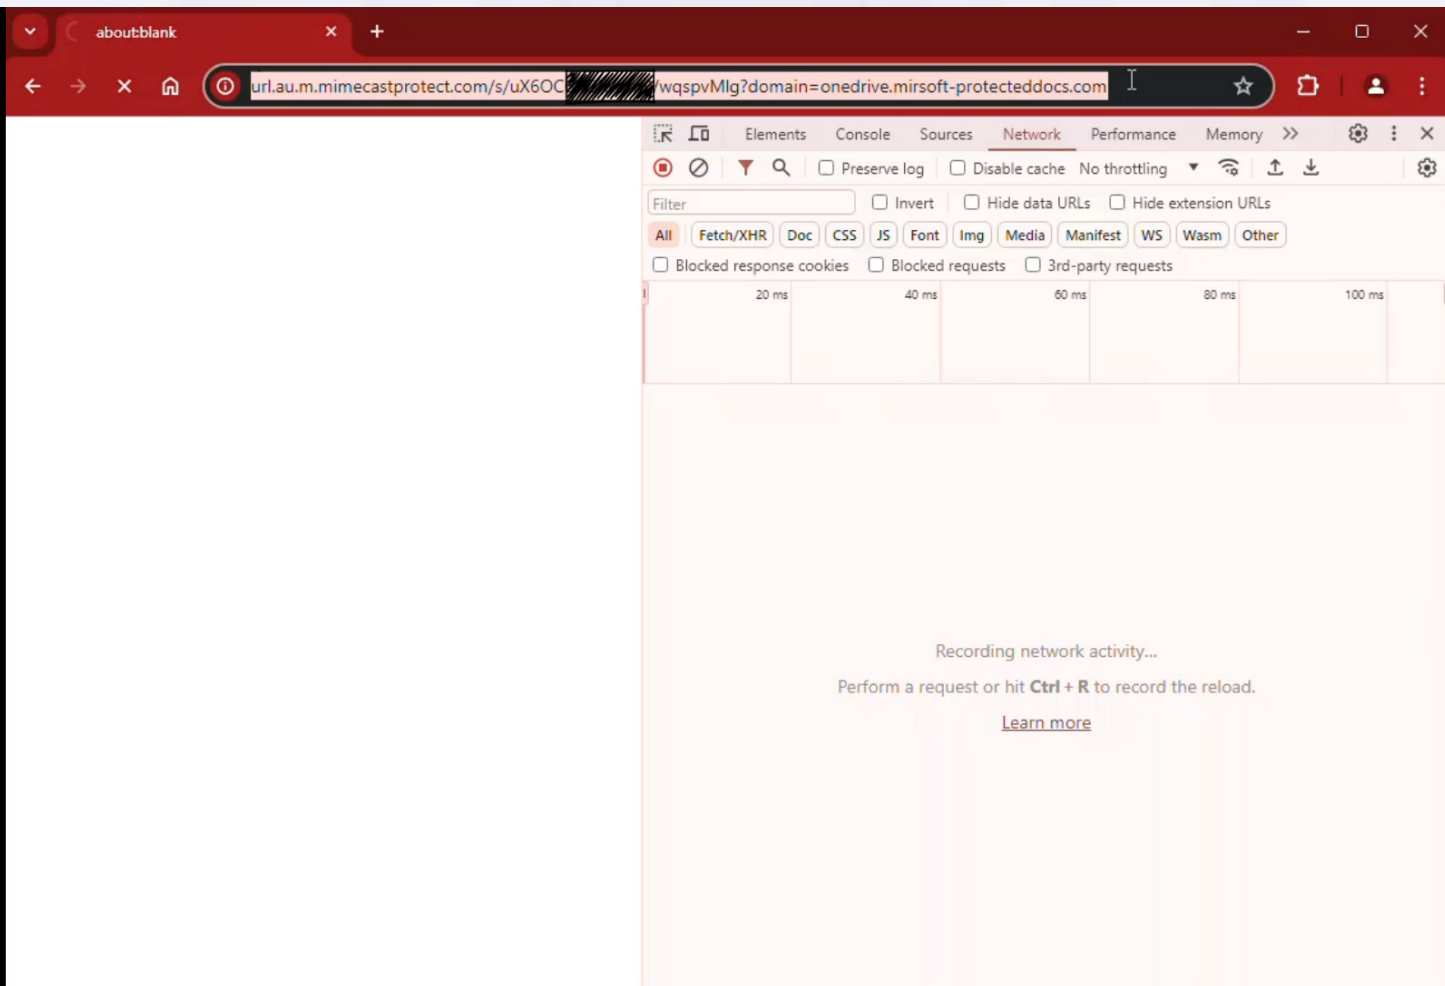 about:blank
url.au.m.mimecastprotect.com/s/uX6OC /wqspvMlg?domain=onedrive.mirsoft-protecteddocs.com
Elements Console Sources Network Performance Memory
Preserve log Disable cache No throttling
Filter Invert Hide data URLs Hide extension URLs
All Fetch/XHR Doc CSS JS Font Img Media Manifest WS Wasm Other
Blocked response cookies Blocked requests 3rd-party requests
20 ms 40 ms 60 ms 80 ms 100 ms
Recording network activity...
Perform a request or hit Ctrl + R to record the reload.
Learn more